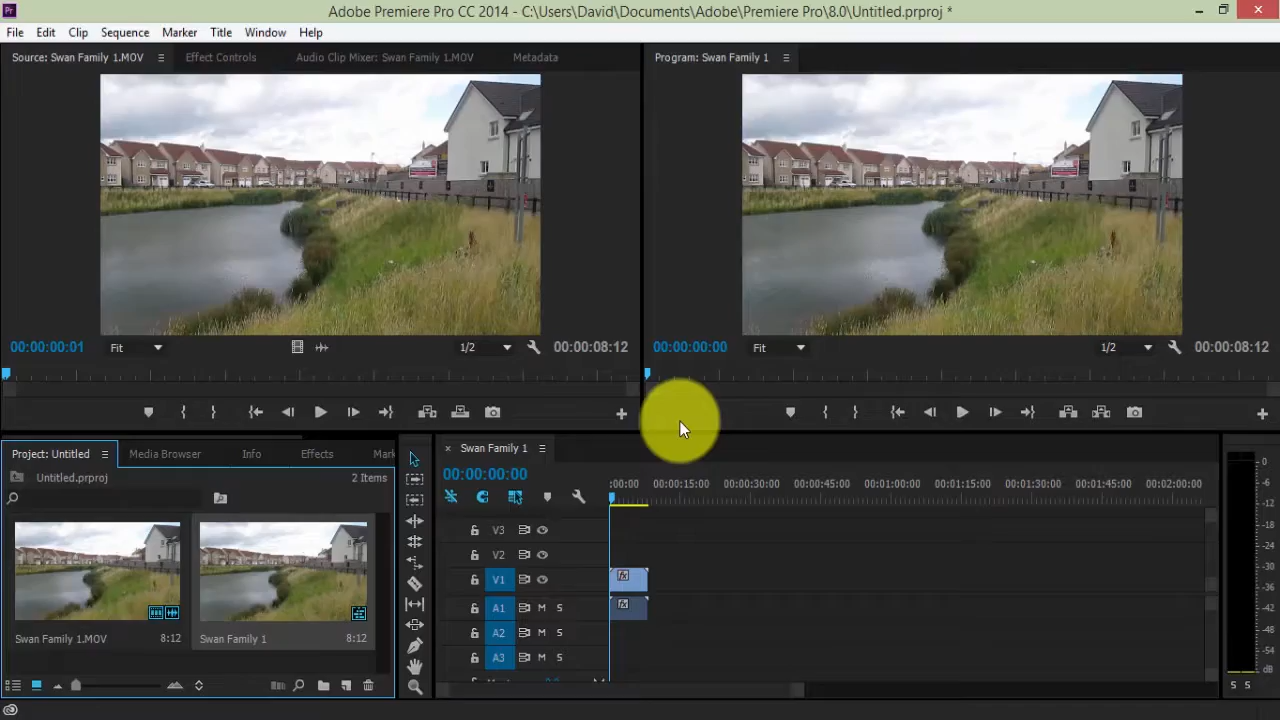 Pr
Adobe Premiere Pro CC 2014 - C:\Users\David\Documents\Adobe\Premiere Pro\8.0\Untitled.prproj *
File Edit Clip Sequence Marker Title Window Help
Source: Swan Family 1.MOV Effect Controls Audio Clip Mixer: Swan Family 1.MOV Metadata
Program: Swan Family 1
00:00:00:01 Fit 1/2 00:00:08:12
00:00:00:00 Fit 1/2 00:00:08:12
Project: Untitled Media Browser Info Effects Mark
Untitled.prproj 2 Items
Swan Family 1.MOV 8:12
Swan Family 1 8:12
Swan Family 1
00:00:00:00
:00:00 00:00:15:00 00:00:30:00 00:00:45:00 00:01:00:00 00:01:15:00 00:01:30:00 00:01:45:00 00:02:00:00
V3
V2
V1 fx
A1 M S fx
A2 M S
A3 M S
0
-6
-12
-18
-24
-30
-36
-42
-48
-54
dB
S S